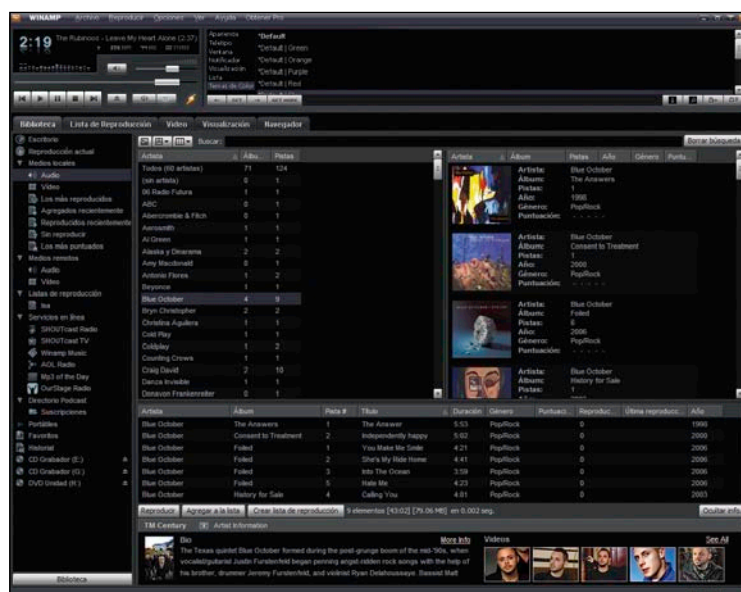 WINAMP Archivo Reproducir Opciones Ver Ayuda Obtener Pro
2:19 The Rubinoos - Leave My Heart Alone (2:37)
Apariencia
Teletipo
Ventana
Notificador
Visualización
Lista
Temas de Color
*Default
*Default | Green
*Default | Orange
*Default | Purple
*Default | Red
SET GET MORE
Biblioteca Lista de Reproducción Video Visualización Navegador
Escritorio
Reproducción actual
Medios locales
Audio
Video
Los más reproducidos
Agregados recientemente
Reproducidos recientemente
Sin reproducir
Los más puntuados
Medios remotos
Audio
Video
Listas de reproducción
Isa
Servicios en línea
SHOUTcast Radio
SHOUTcast TV
Winamp Music
AOL Radio
Mp3 of the Day
OurStage Radio
Directorio Podcast
Suscripciones
Portátiles
Favoritos
Historial
CD Grabador (E:)
CD Grabador (G:)
DVD Unidad (H:)
Biblioteca
Buscar: Borrar búsqueda
Artista Álbu... Pistas
Todos (60 artistas) 71 124
(sin artista) 0 1
96 Radio Futura 1 1
ABC 0 1
Abercrombie & Fitch 0 1
Aerosmith 1 1
Al Green 1 1
Alaska y Dinarama 2 2
Amy Macdonald 0 1
Antonio Flores 1 2
Beyonce 1 1
Blue October 4 9
Bryn Christopher 2 2
Christina Aguilera 1 1
Cold Play 1 1
Coldplay 1 2
Counting Crows 1 1
Craig David 2 10
Danza Invisible 1 1
Donavon Frankenreiter 0 1
Artista Álbum Pistas Año Género Puntu...
Artista: Blue October
Álbum: The Answers
Pistas: 1
Año: 1998
Género: Pop/Rock
Puntuación:
Artista: Blue October
Álbum: Consent to Treatment
Pistas: 1
Año: 2000
Género: Pop/Rock
Puntuación:
Artista: Blue October
Álbum: Foiled
Pistas: 6
Año: 2006
Género: Pop/Rock
Puntuación:
Artista: Blue October
Álbum: History for Sale
Pistas: 1
Artista Álbum Pista # Título Duración Género Puntuaci... Reproduc... Última reproducc... Año
Blue October The Answers 1 The Answer 5:53 Pop/Rock 0 1998
Blue October Consent to Treatment 2 Independently happy 5:02 Pop/Rock 0 2000
Blue October Foiled 1 You Make Me Smile 4:21 Pop/Rock 0 2006
Blue October Foiled 2 She's My Ride Home 4:41 Pop/Rock 0 2006
Blue October Foiled 3 Into The Ocean 3:59 Pop/Rock 0 2006
Blue October Foiled 5 Hate Me 4:23 Pop/Rock 0 2006
Blue October History for Sale 4 Calling You 4:01 Pop/Rock 0 2003
Reproducir Agregar a la lista Crear lista de reproducción 9 elementos [43:02] [79.06 MB] en 0.002 seg. Ocultar info.
TM Century Artist Information
Bio More Info
The Texas quintet Blue October formed during the post-grunge boom of the mid-'90s, when
vocalist/guitarist Justin Furstenfeld began penning angst-ridden rock songs with the help of
his brother, drummer Jeremy Furstenfeld, and violinist Ryan Delahoussaye. Bassist Matt
Videos See All